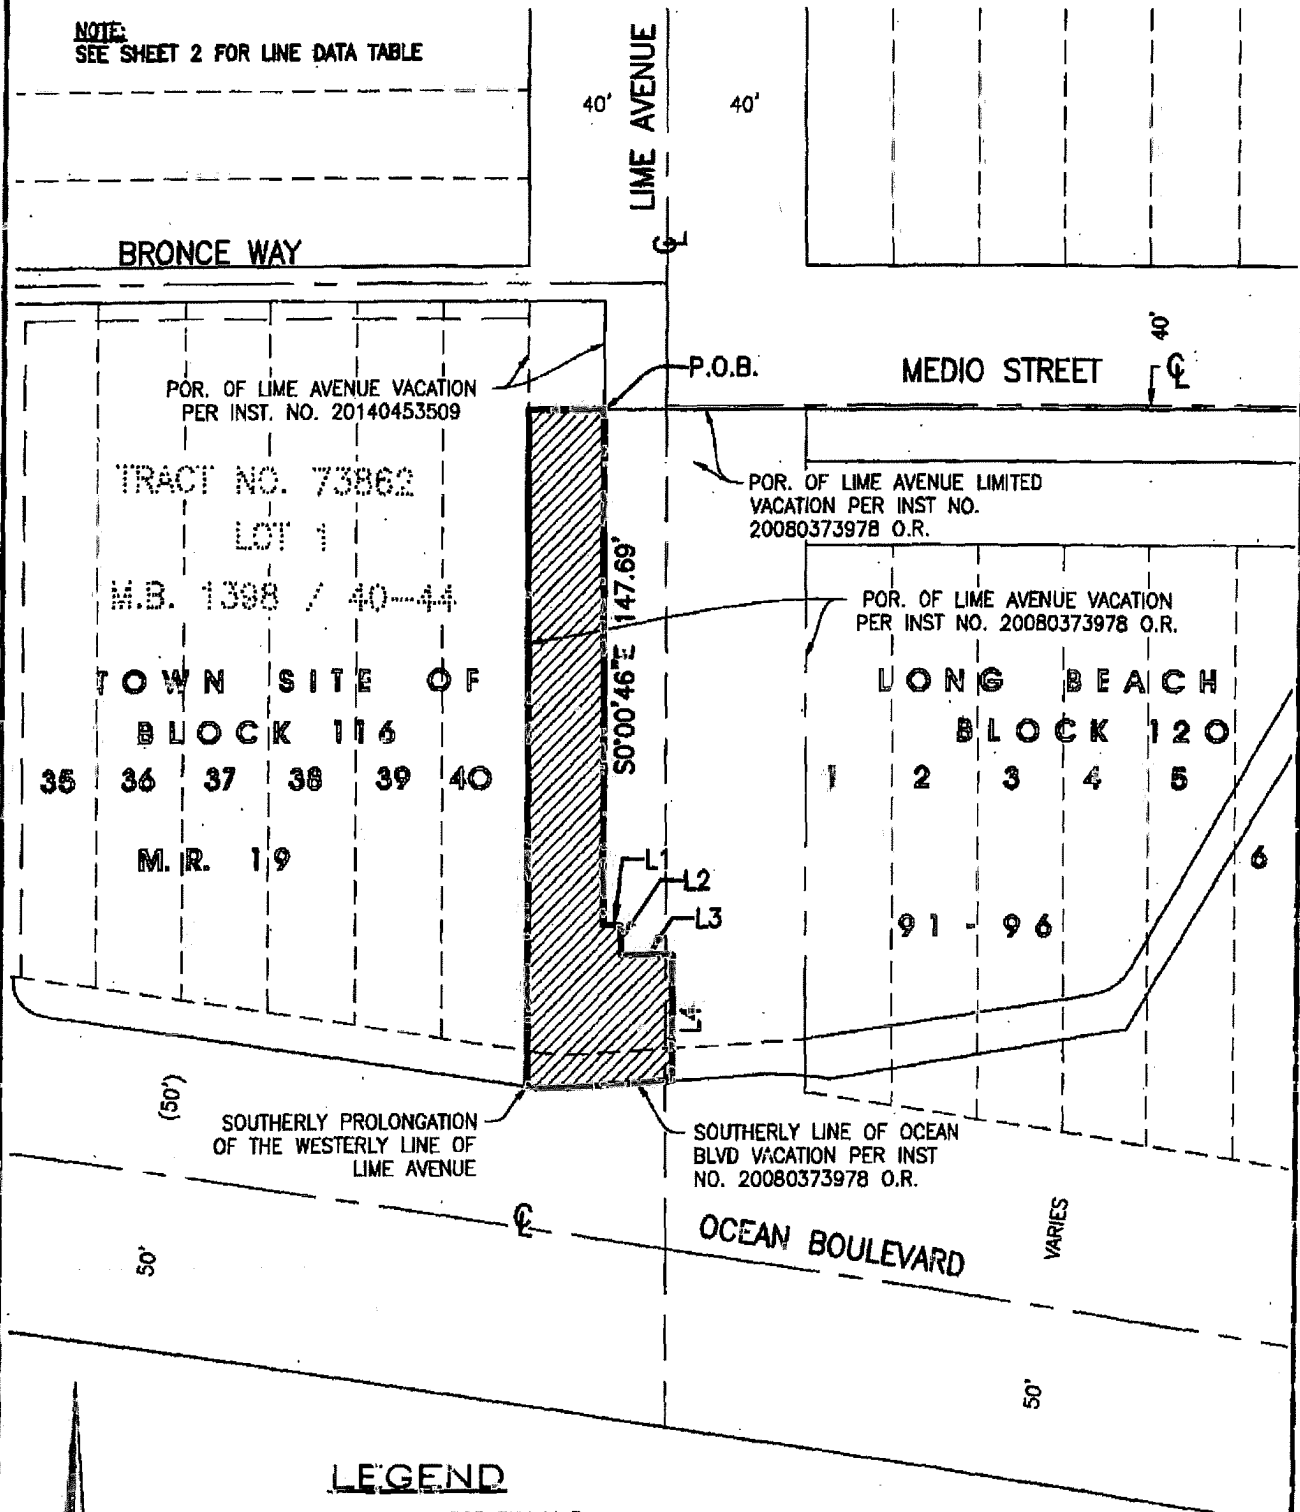 NOTE:
SEE SHEET 2 FOR LINE DATA TABLE
LIME AVENUE
40'
40'
CL
BRONCE WAY
40'
P.O.B.
MEDIO STREET
CL
POR. OF LIME AVENUE VACATION
PER INST. NO. 20140453509
TRACT NO. 73862
LOT 1
M.B. 1398 / 40-44
POR. OF LIME AVENUE LIMITED
VACATION PER INST NO.
20080373978 O.R.
S0°00'46"E 147.69'
POR. OF LIME AVENUE VACATION
PER INST NO. 20080373978 O.R.
TOWN SITE OF
BLOCK 116
35 36 37 38 39 40
M.R. 19
LONG BEACH
BLOCK 120
1 2 3 4 5
6
91 - 96
L1
L2
L3
L4
(50')
SOUTHERLY PROLONGATION
OF THE WESTERLY LINE OF
LIME AVENUE
SOUTHERLY LINE OF OCEAN
BLVD VACATION PER INST
NO. 20080373978 O.R.
CL
OCEAN BOULEVARD
VARIES
50'
50'
LEGEND